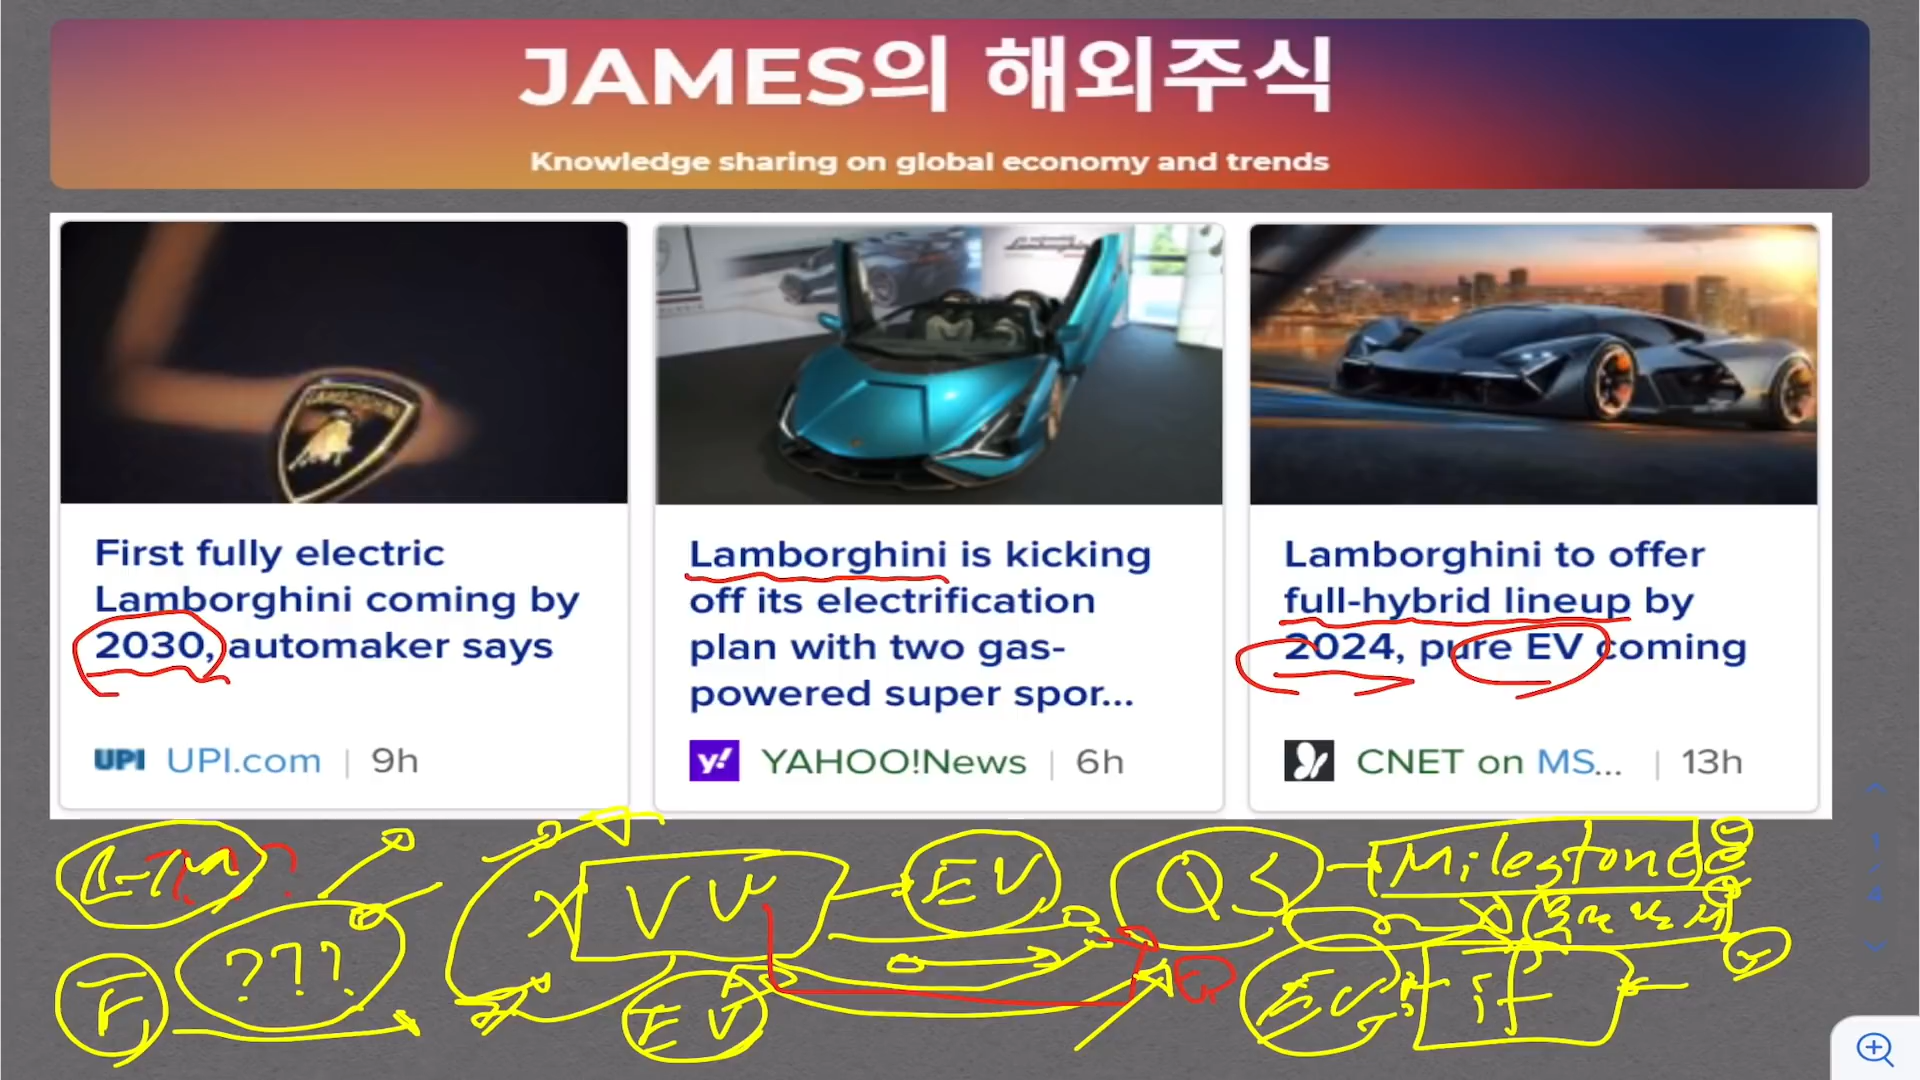 JAMES의 해외주식
Knowledge sharing on global economy and trends
First fully electric
Lamborghini coming by
2030, automaker says
UPI UPI.com | 9h
Lamborghini is kicking
off its electrification
plan with two gas-
powered super spor...
y! YAHOO!News | 6h
Lamborghini to offer
full-hybrid lineup by
2024, pure EV coming
CNET on MS... | 13h
VW
EV
QS
Milestone
F
???
EV
EV
if